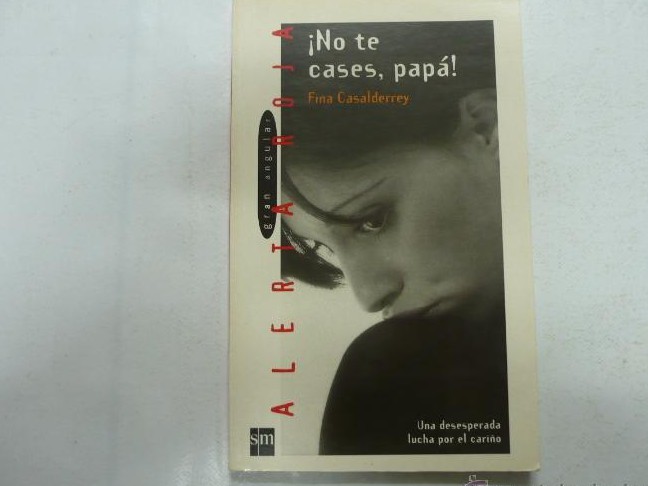 ¡No te
cases, papá!
Fina Casalderrey
gran angular
ALERTA ROJA
Una desesperada
lucha por el cariño
sm